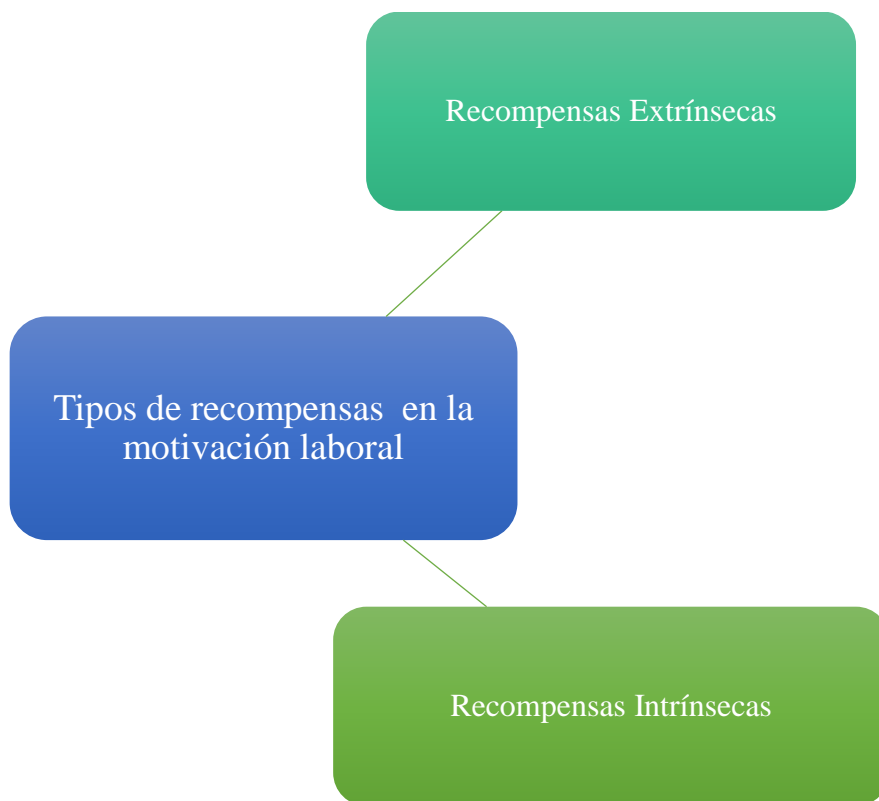 Recompensas Extrínsecas
Tipos de recompensas  en la
motivación laboral
Recompensas Intrínsecas